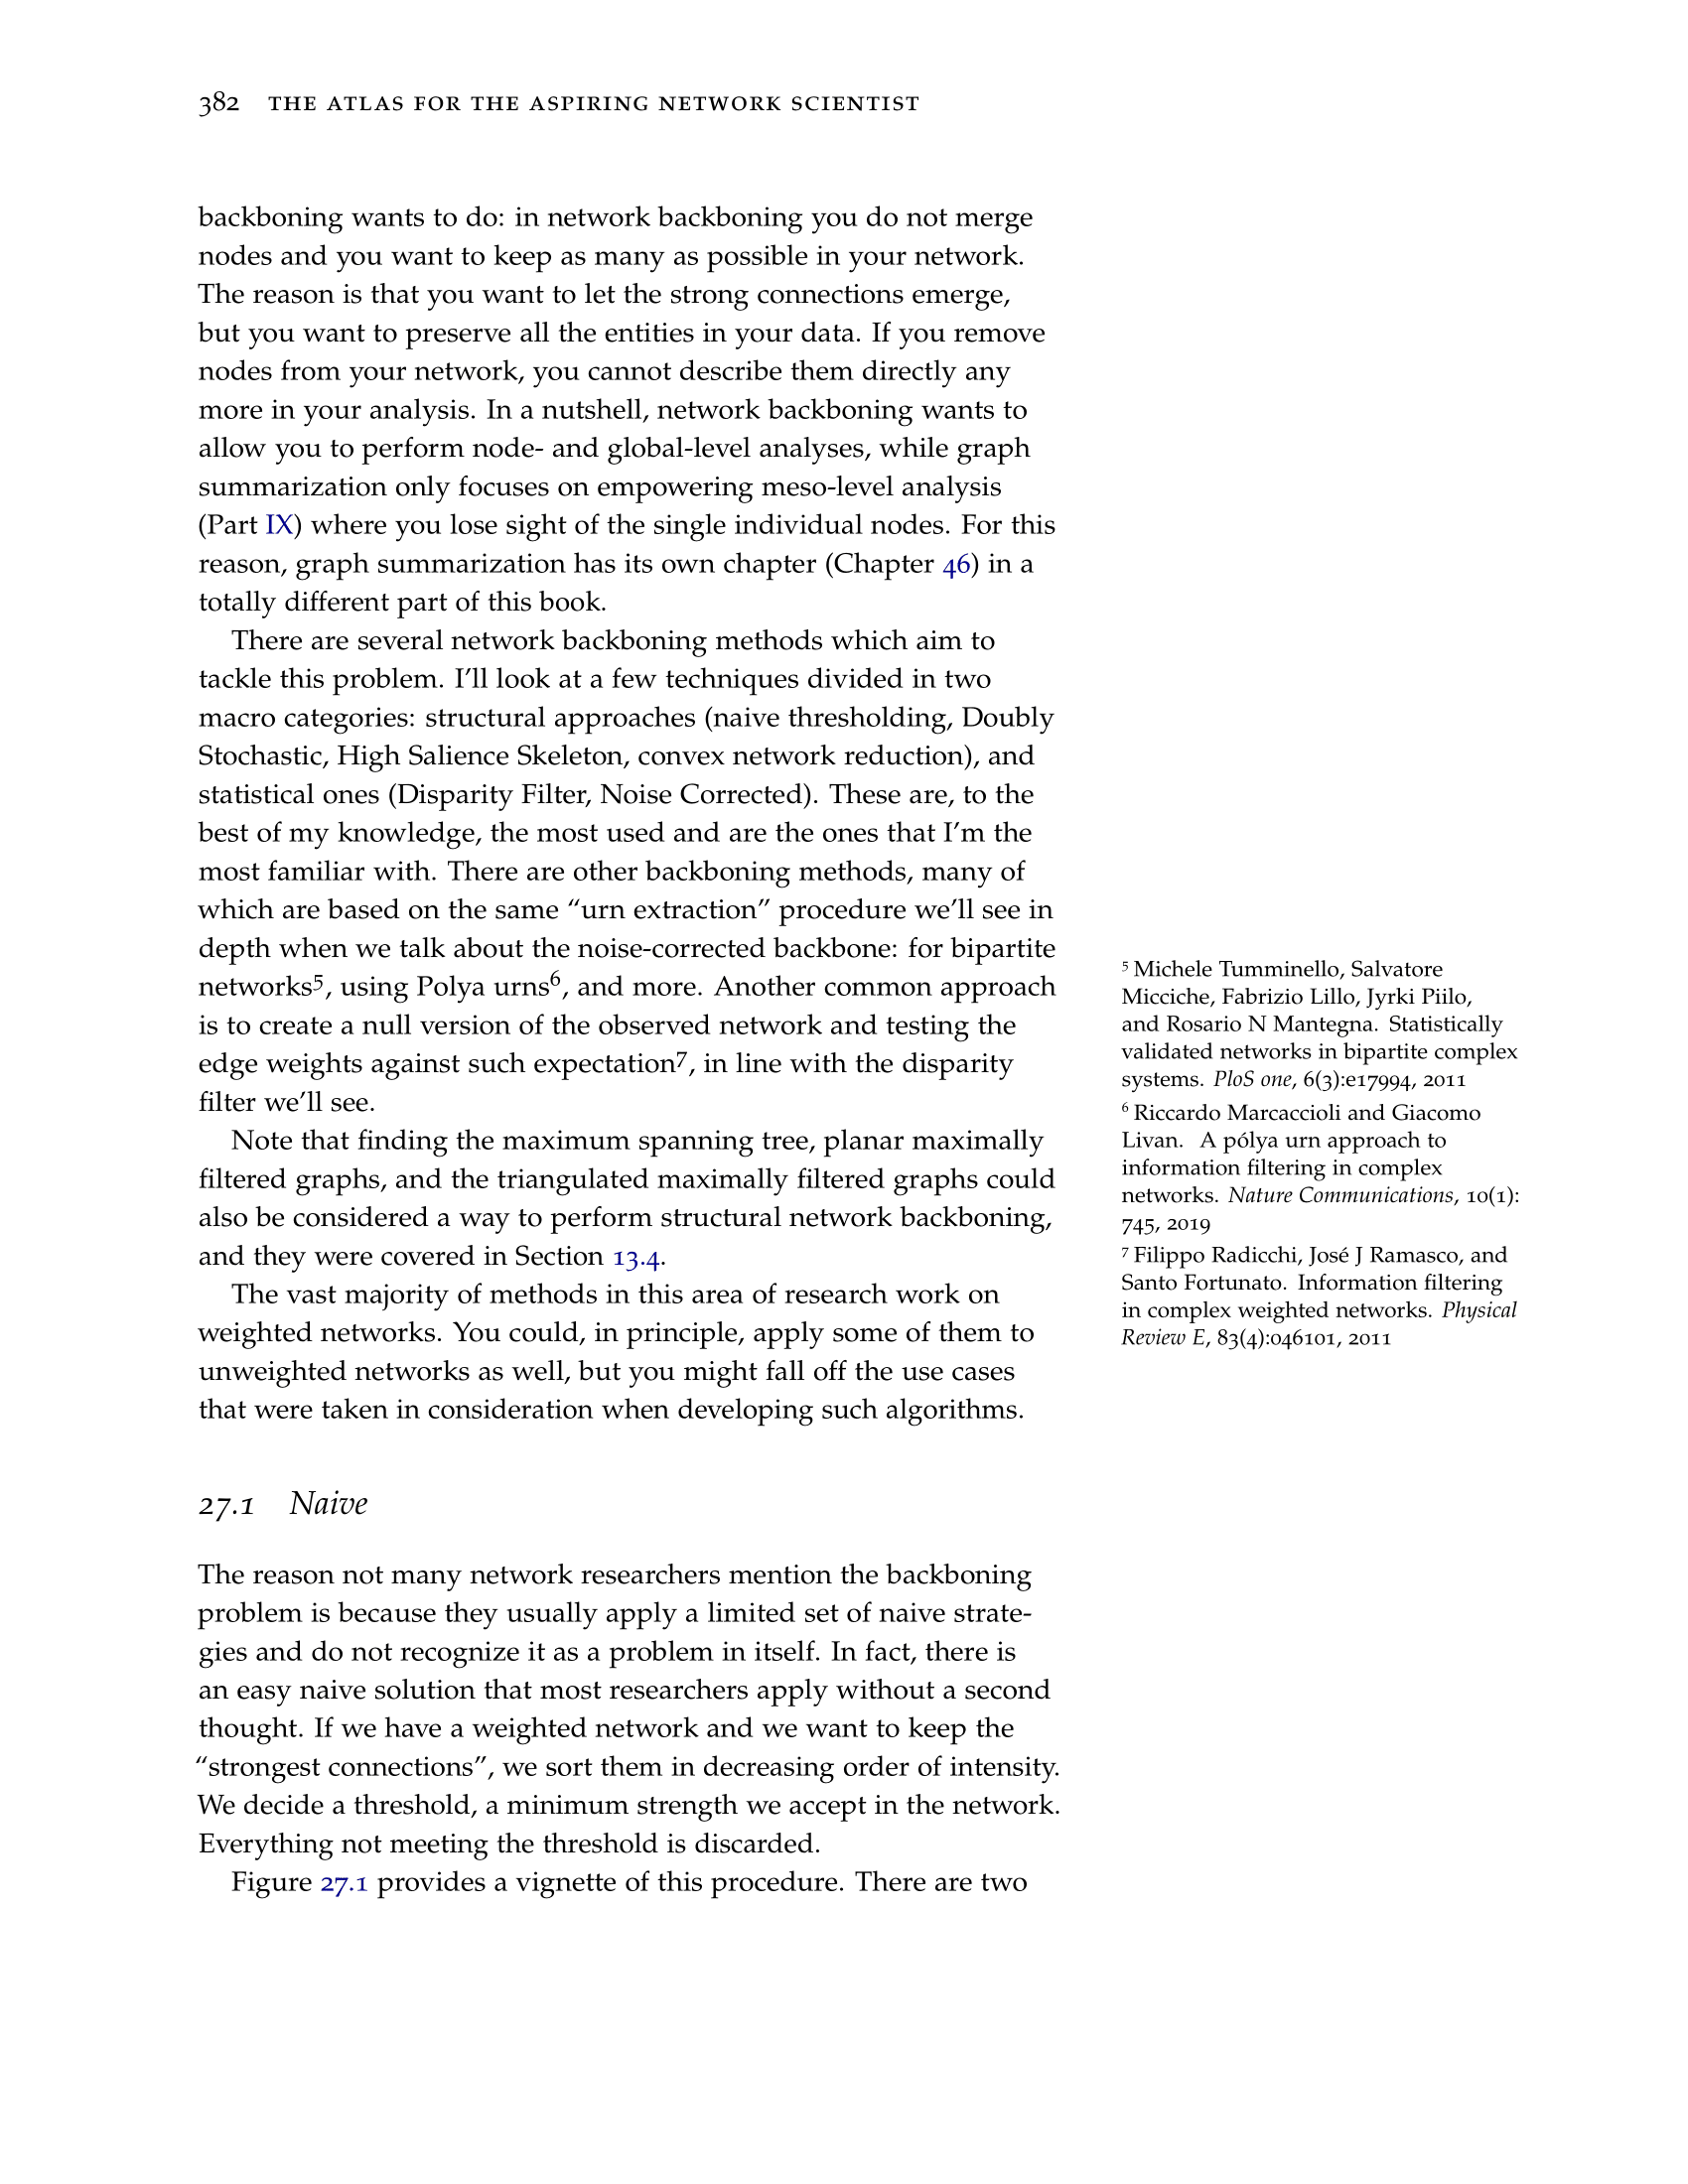 382 THE ATLAS FOR THE ASPIRING NETWORK SCIENTIST
backboning wants to do: in network backboning you do not merge
nodes and you want to keep as many as possible in your network.
The reason is that you want to let the strong connections emerge,
but you want to preserve all the entities in your data. If you remove
nodes from your network, you cannot describe them directly any
more in your analysis. In a nutshell, network backboning wants to
allow you to perform node- and global-level analyses, while graph
summarization only focuses on empowering meso-level analysis
(Part IX) where you lose sight of the single individual nodes. For this
reason, graph summarization has its own chapter (Chapter 46) in a
totally different part of this book.
There are several network backboning methods which aim to
tackle this problem. I'll look at a few techniques divided in two
macro categories: structural approaches (naive thresholding, Doubly
Stochastic, High Salience Skeleton, convex network reduction), and
statistical ones (Disparity Filter, Noise Corrected). These are, to the
best of my knowledge, the most used and are the ones that I'm the
most familiar with. There are other backboning methods, many of
which are based on the same “urn extraction” procedure we'll see in
depth when we talk about the noise-corrected backbone: for bipartite
networks⁵, using Polya urns⁶, and more. Another common approach
is to create a null version of the observed network and testing the
edge weights against such expectation⁷, in line with the disparity
filter we'll see.
Note that finding the maximum spanning tree, planar maximally
filtered graphs, and the triangulated maximally filtered graphs could
also be considered a way to perform structural network backboning,
and they were covered in Section 13.4.
The vast majority of methods in this area of research work on
weighted networks. You could, in principle, apply some of them to
unweighted networks as well, but you might fall off the use cases
that were taken in consideration when developing such algorithms.
27.1 Naive
The reason not many network researchers mention the backboning
problem is because they usually apply a limited set of naive strate-
gies and do not recognize it as a problem in itself. In fact, there is
an easy naive solution that most researchers apply without a second
thought. If we have a weighted network and we want to keep the
“strongest connections”, we sort them in decreasing order of intensity.
We decide a threshold, a minimum strength we accept in the network.
Everything not meeting the threshold is discarded.
Figure 27.1 provides a vignette of this procedure. There are two
⁵ Michele Tumminello, Salvatore
Micciche, Fabrizio Lillo, Jyrki Piilo,
and Rosario N Mantegna. Statistically
validated networks in bipartite complex
systems. PloS one, 6(3):e17994, 2011
⁶ Riccardo Marcaccioli and Giacomo
Livan. A pólya urn approach to
information filtering in complex
networks. Nature Communications, 10(1):
745, 2019
⁷ Filippo Radicchi, José J Ramasco, and
Santo Fortunato. Information filtering
in complex weighted networks. Physical
Review E, 83(4):046101, 2011